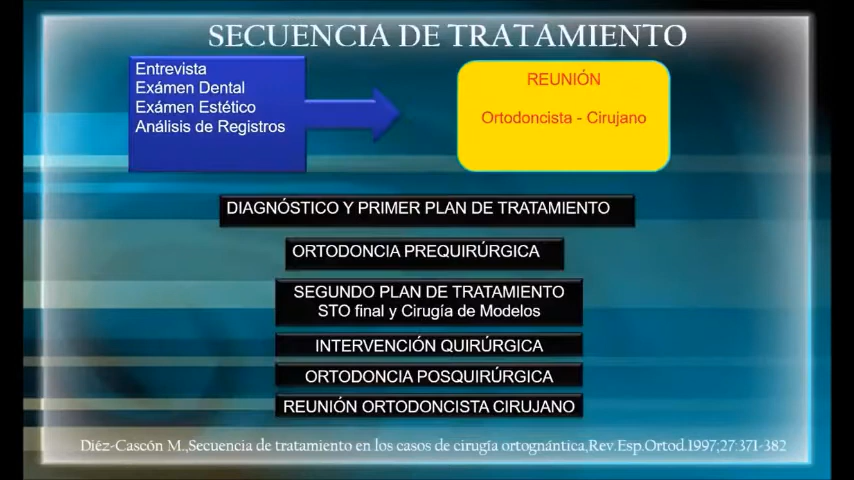 SECUENCIA DE TRATAMIENTO
Entrevista
Exámen Dental
Exámen Estético
Análisis de Registros
REUNIÓN
Ortodoncista - Cirujano
DIAGNÓSTICO Y PRIMER PLAN DE TRATAMIENTO
ORTODONCIA PREQUIRÚRGICA
SEGUNDO PLAN DE TRATAMIENTO
STO final y Cirugía de Modelos
INTERVENCIÓN QUIRÚRGICA
ORTODONCIA POSQUIRÚRGICA
REUNIÓN ORTODONCISTA CIRUJANO
Diéz-Cascón M.,Secuencia de tratamiento en los casos de cirugía ortognántica,Rev.Esp.Ortod.1997;27:371-382